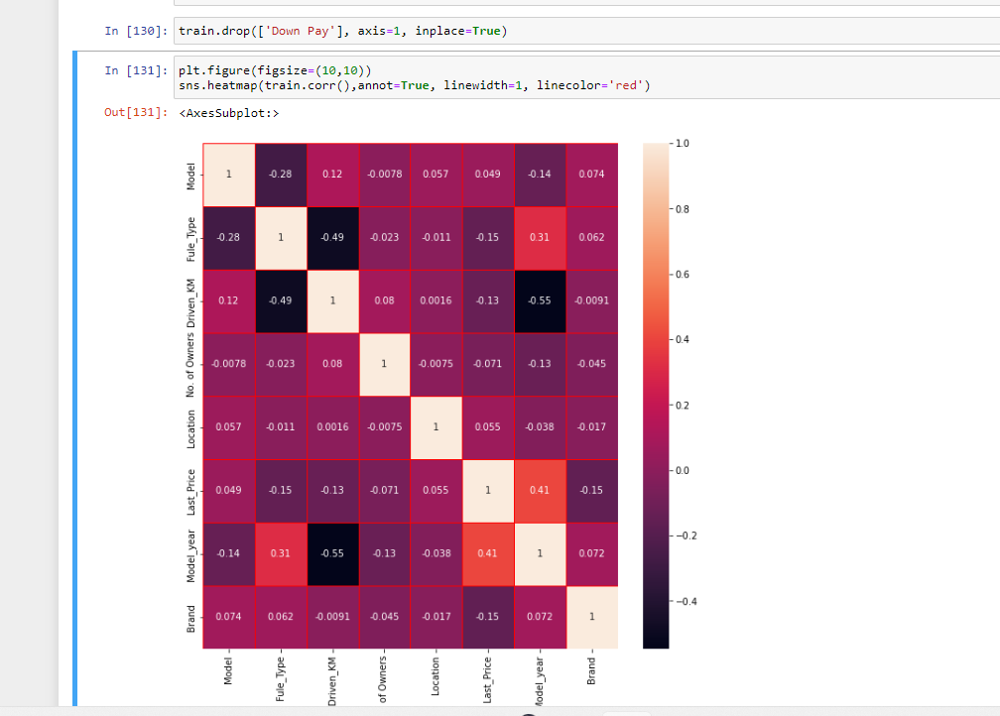 In [130]: train.drop(['Down Pay'], axis=1, inplace=True)
In [131]: plt.figure(figsize=(10,10))
sns.heatmap(train.corr(),annot=True, linewidth=1, linecolor='red')
Out[131]: <AxesSubplot:>
1.0
Model 1 -0.28 0.12 -0.0078 0.057 0.049 -0.14 0.074
0.8
Fule_Type -0.28 1 -0.49 -0.023 -0.011 -0.15 0.31 0.062
0.6
Driven_KM 0.12 -0.49 1 0.08 0.0016 -0.13 -0.55 -0.0091
0.4
No. of Owners -0.0078 -0.023 0.08 1 -0.0075 -0.071 -0.13 -0.045
0.2
Location 0.057 -0.011 0.0016 -0.0075 1 0.055 -0.038 -0.017
0.0
Last_Price 0.049 -0.15 -0.13 -0.071 0.055 1 0.41 -0.15
-0.2
Model_year -0.14 0.31 -0.55 -0.13 -0.038 0.41 1 0.072
-0.4
Brand 0.074 0.062 -0.0091 -0.045 -0.017 -0.15 0.072 1
Model Fule_Type Driven_KM of Owners Location Last_Price Model_year Brand